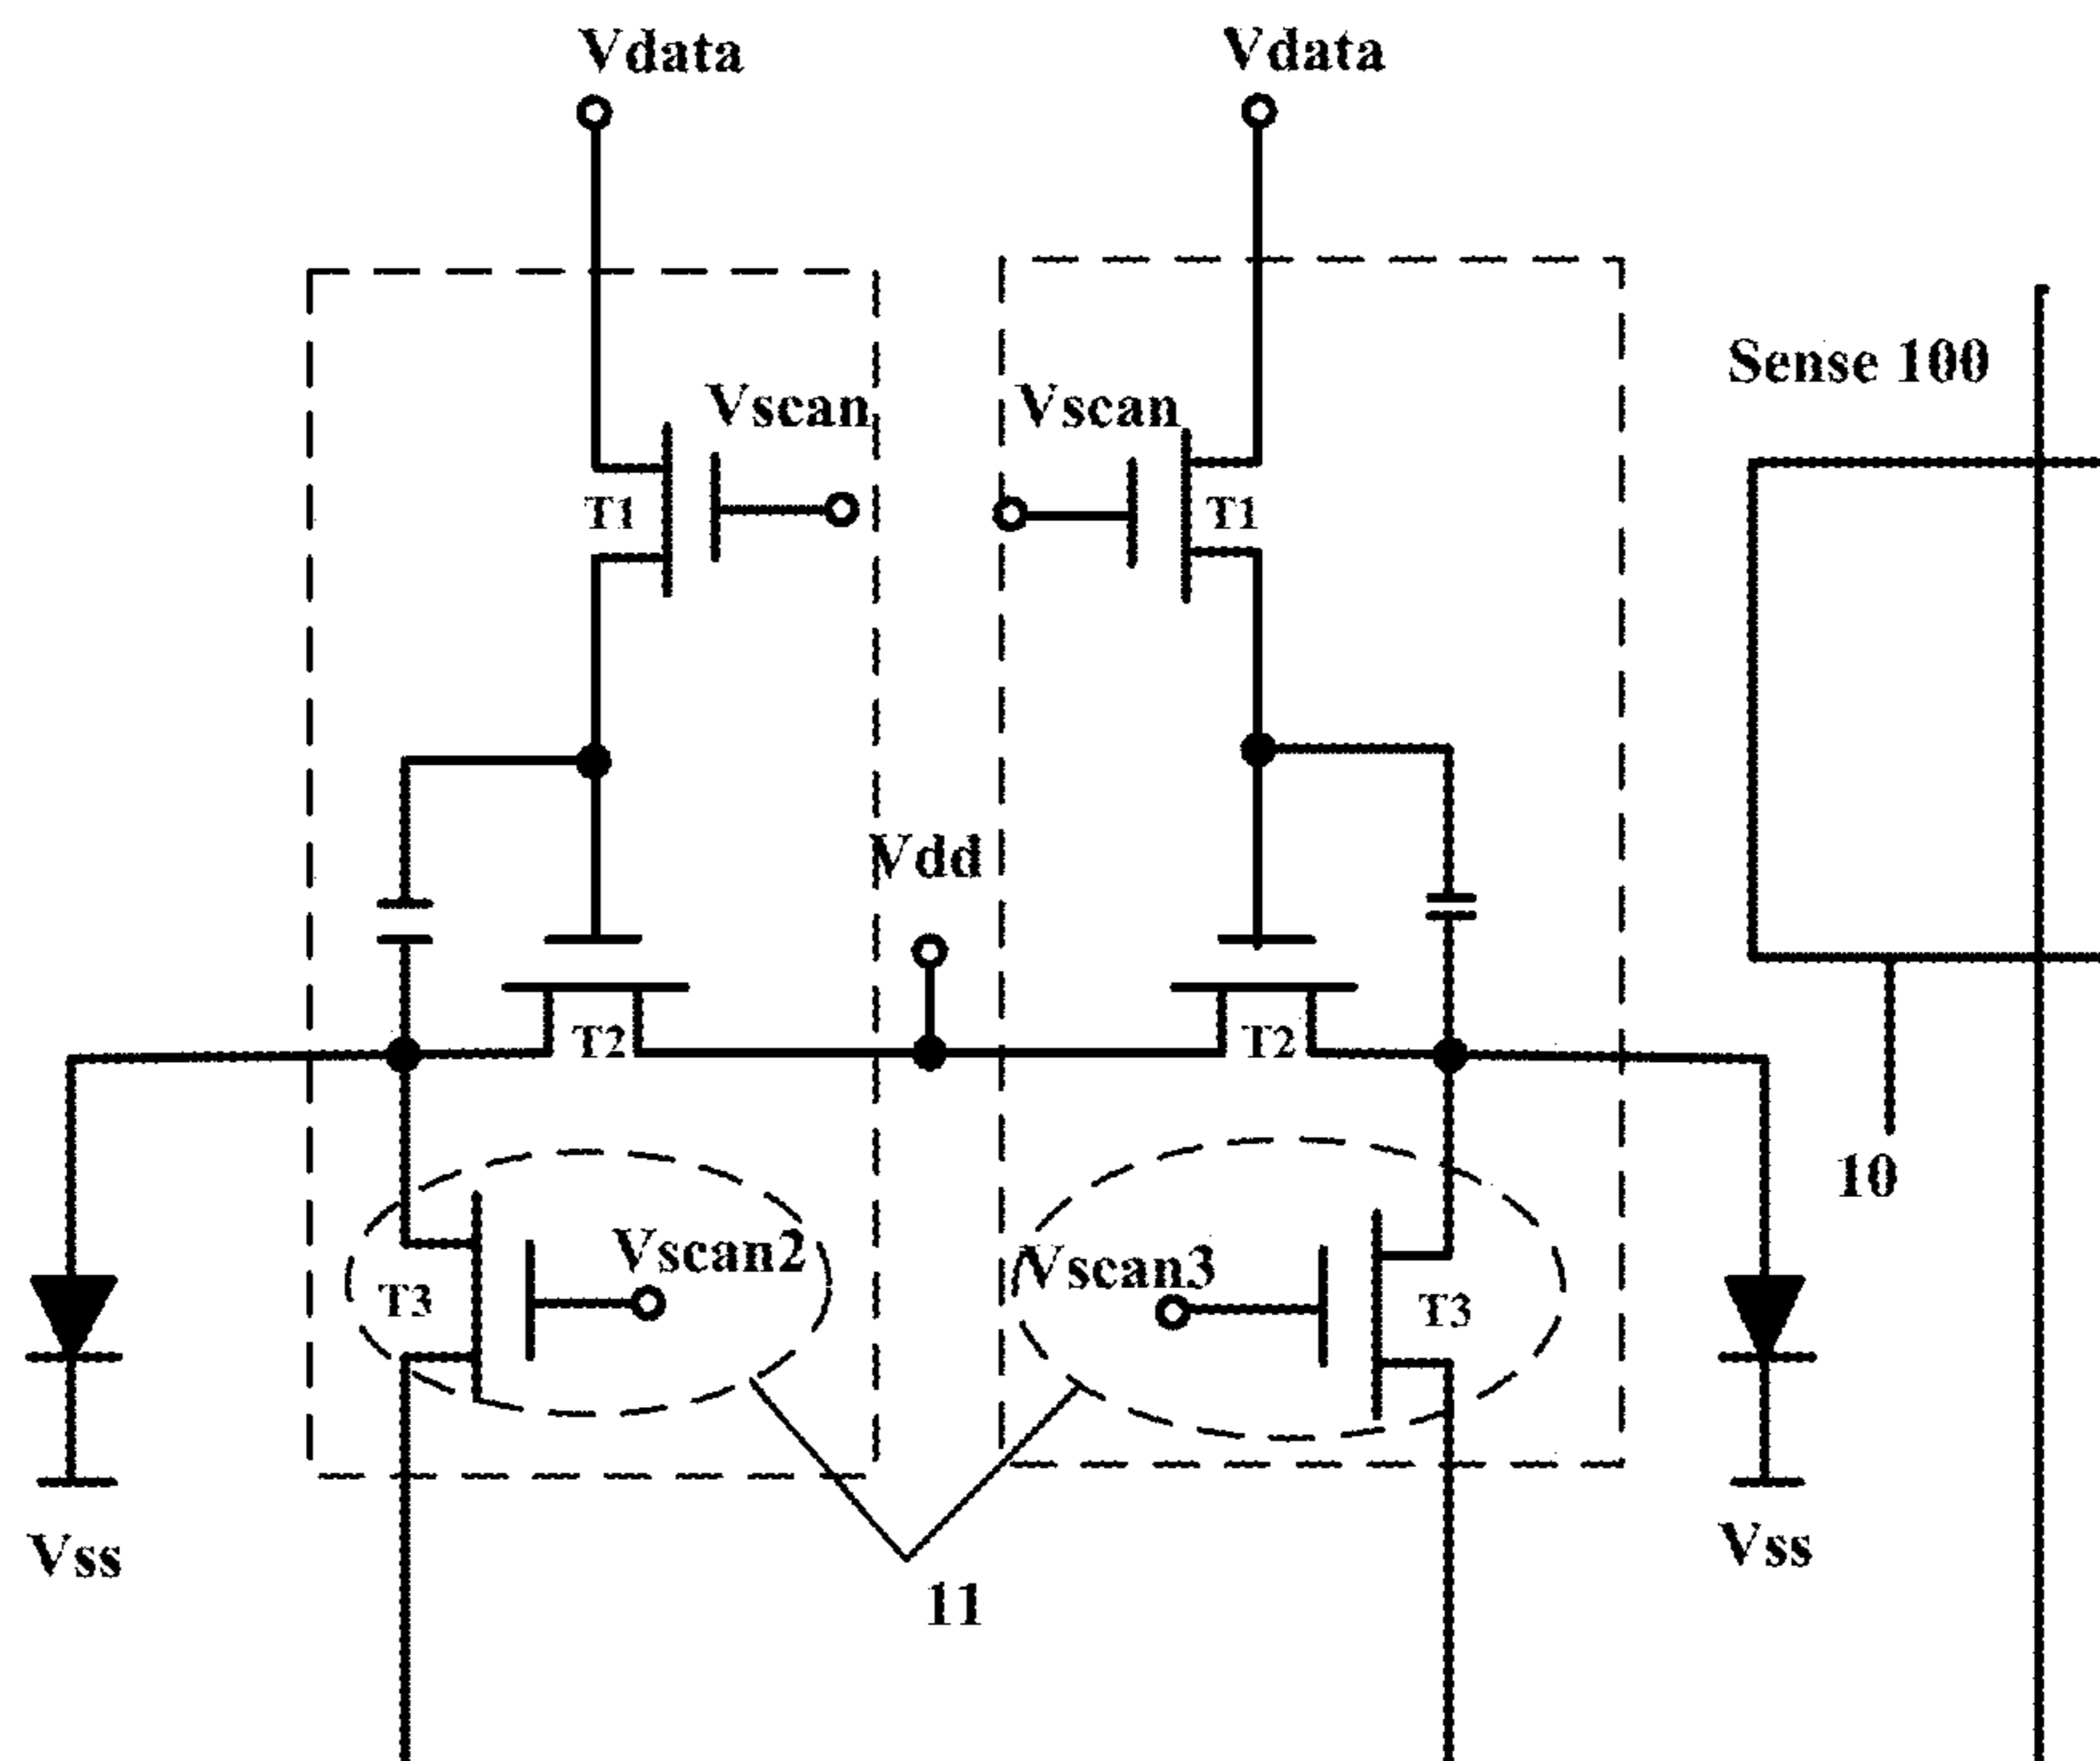 Vdata
Vdata
Sense 100
Vscan
Vscan
T1
T1
Vdd
T2
T2
10
Vscan2
Vscan3
T3
T3
Vss
Vss
11